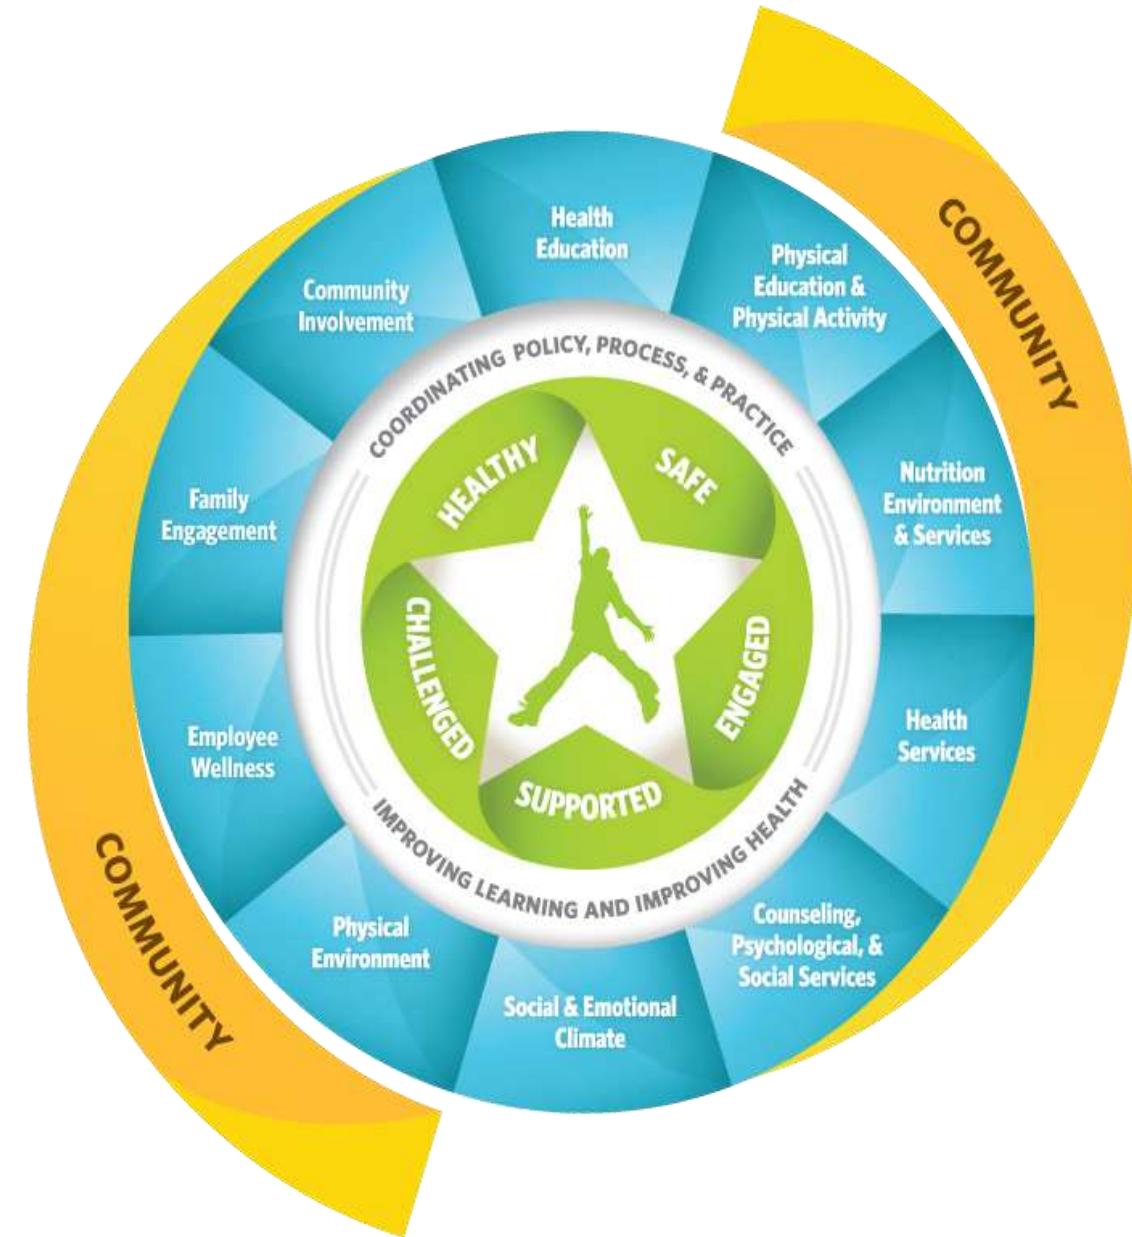 COMMUNITY
Health
Education
Physical
Education &
Physical Activity
Nutrition
Environment
& Services
Health
Services
Counseling,
Psychological, &
Social Services
Social & Emotional
Climate
Physical
Environment
Employee
Wellness
Family
Engagement
Community
Involvement
COORDINATING POLICY, PROCESS, & PRACTICE
IMPROVING LEARNING AND IMPROVING HEALTH
HEALTHY
SAFE
ENGAGED
SUPPORTED
CHALLENGED
COMMUNITY